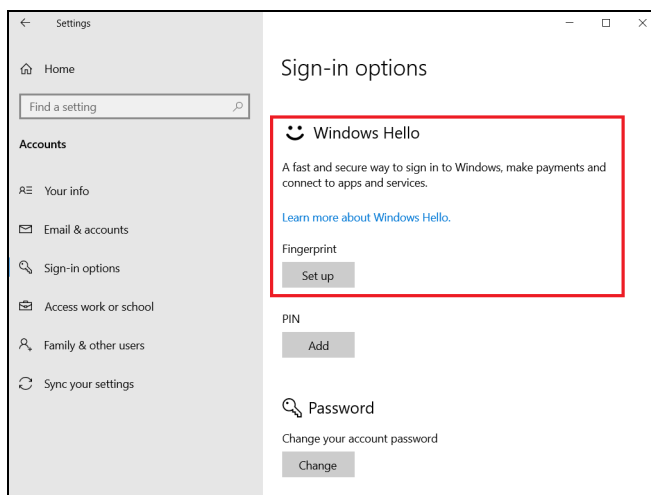 Settings
Home
Find a setting
Accounts
Your info
Email & accounts
Sign-in options
Access work or school
Family & other users
Sync your settings
Sign-in options
Windows Hello
A fast and secure way to sign in to Windows, make payments and
connect to apps and services.
Learn more about Windows Hello.
Fingerprint
Set up
PIN
Add
Password
Change your account password
Change